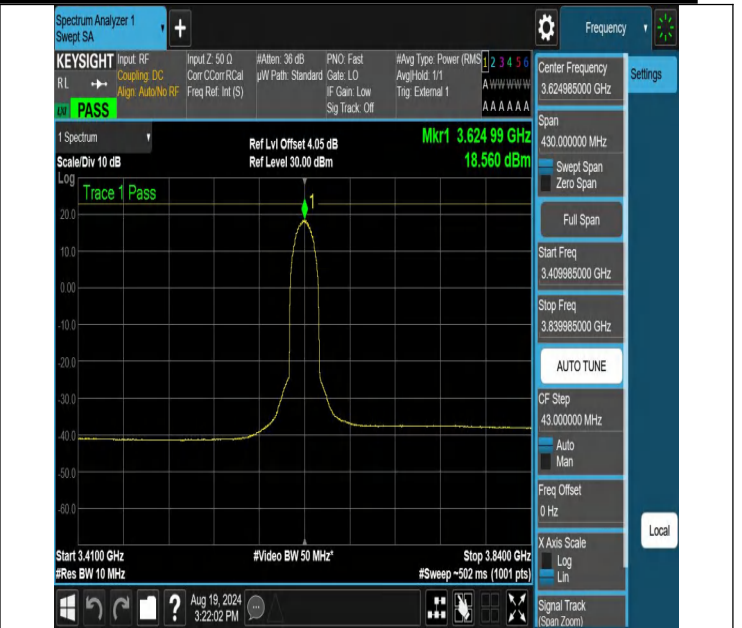 Spectrum Analyzer 1
Swept SA
+
Frequency
KEYSIGHT
Input: RF
Input Z: 50 Ω
#Atten: 36 dB
PNO: Fast
#Avg Type: Power (RMS
1 2 3 4 5 6
RL
Coupling: DC
Corr CCorr RCal
µW Path: Standard
Gate: LO
Avg|Hold: 1/1
A W W W W W
Align: Auto/No RF
Freq Ref: Int (S)
IF Gain: Low
Trig: External 1
PASS
Sig Track: Off
A A A A A A
1 Spectrum
Ref Lvl Offset 4.05 dB
Mkr1 3.624 99 GHz
Scale/Div 10 dB
Ref Level 30.00 dBm
18.560 dBm
Log
Trace 1 Pass
1
20.0
10.0
0.00
-10.0
-20.0
-30.0
-40.0
-50.0
-60.0
Start 3.4100 GHz
#Video BW 50 MHz*
Stop 3.8400 GHz
#Res BW 10 MHz
#Sweep ~502 ms (1001 pts)
Aug 19, 2024
3:22:02 PM
Center Frequency
3.624985000 GHz
Settings
Span
430.000000 MHz
Swept Span
Zero Span
Full Span
Start Freq
3.409985000 GHz
Stop Freq
3.839985000 GHz
AUTO TUNE
CF Step
43.000000 MHz
Auto
Man
Freq Offset
0 Hz
X Axis Scale
Log
Lin
Local
Signal Track
(Span Zoom)